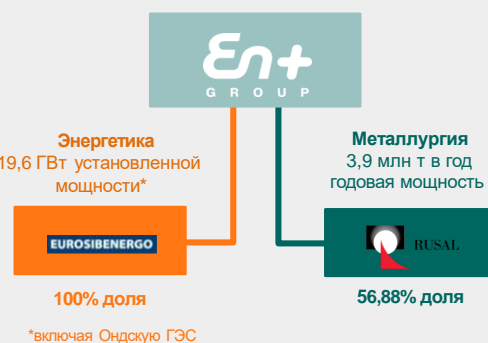 En+
GROUP
Энергетика
19,6 ГВт установленной
мощности*
Металлургия
3,9 млн т в год
годовая мощность
EUROSIBENERGO
RUSAL
100% доля
56,88% доля
*включая Ондскую ГЭС